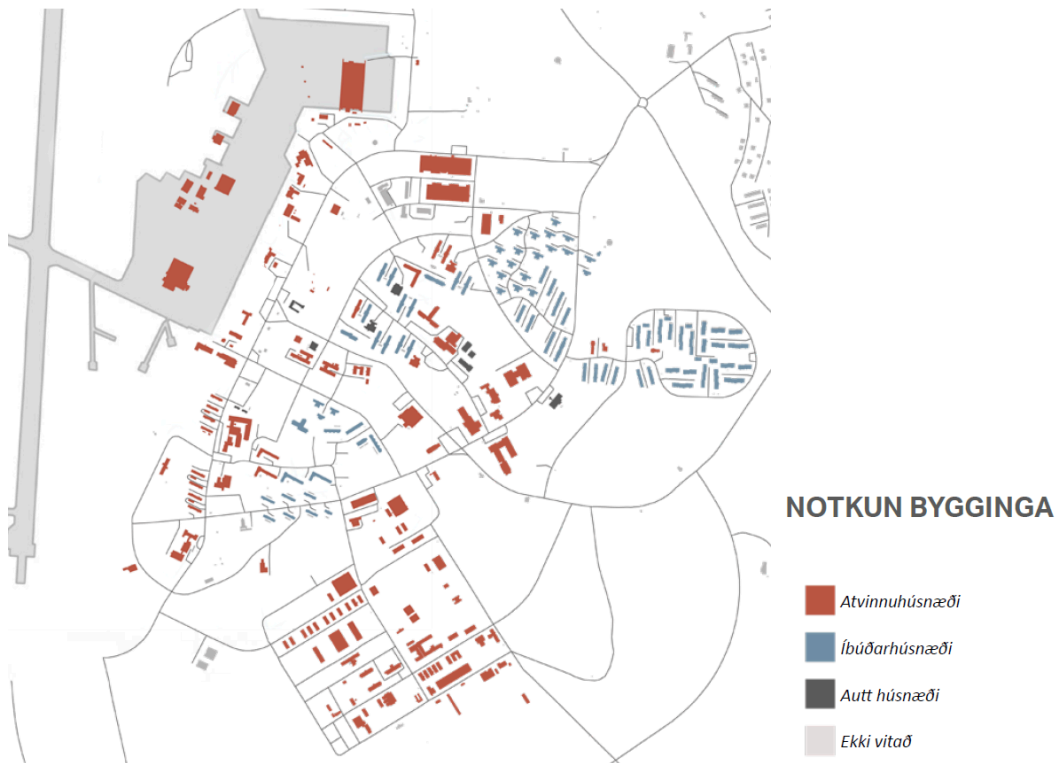 NOTKUN BYGGINGA
Atvinnuhúsnæði
Íbúðarhúsnæði
Autt húsnæði
Ekki vitað